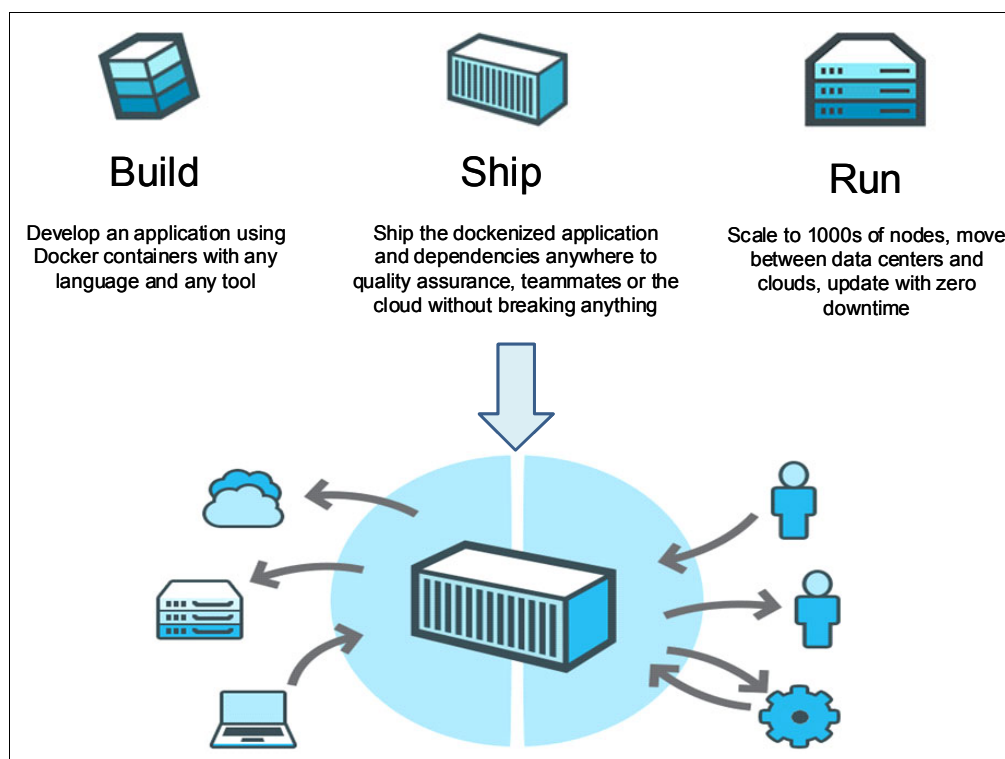 Build
Develop an application using
Docker containers with any
language and any tool
Ship
Ship the dockenized application
and dependencies anywhere to
quality assurance, teammates or the
cloud without breaking anything
Run
Scale to 1000s of nodes, move
between data centers and
clouds, update with zero
downtime